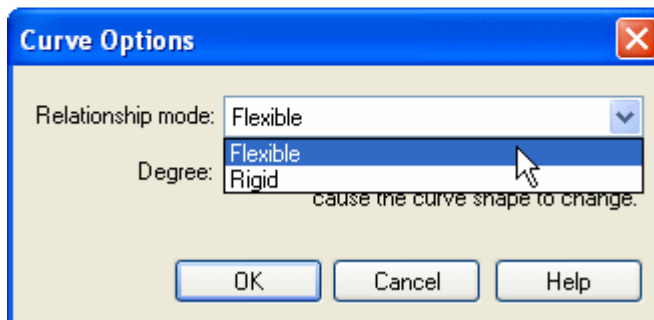 Curve Options
Relationship mode: Flexible
Flexible
Degree: Rigid
cause the curve shape to change.
OK Cancel Help